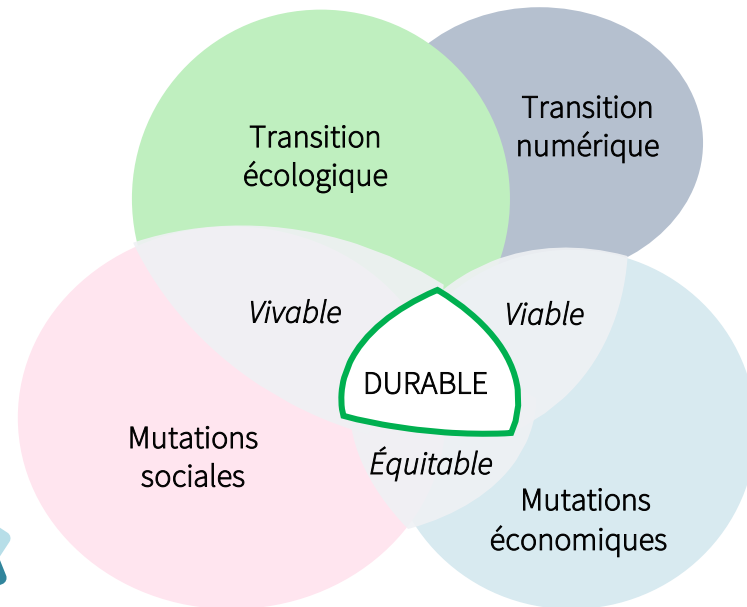 Transition
écologique
Transition
numérique
Vivable
Viable
DURABLE
Mutations
sociales
Équitable
Mutations
économiques